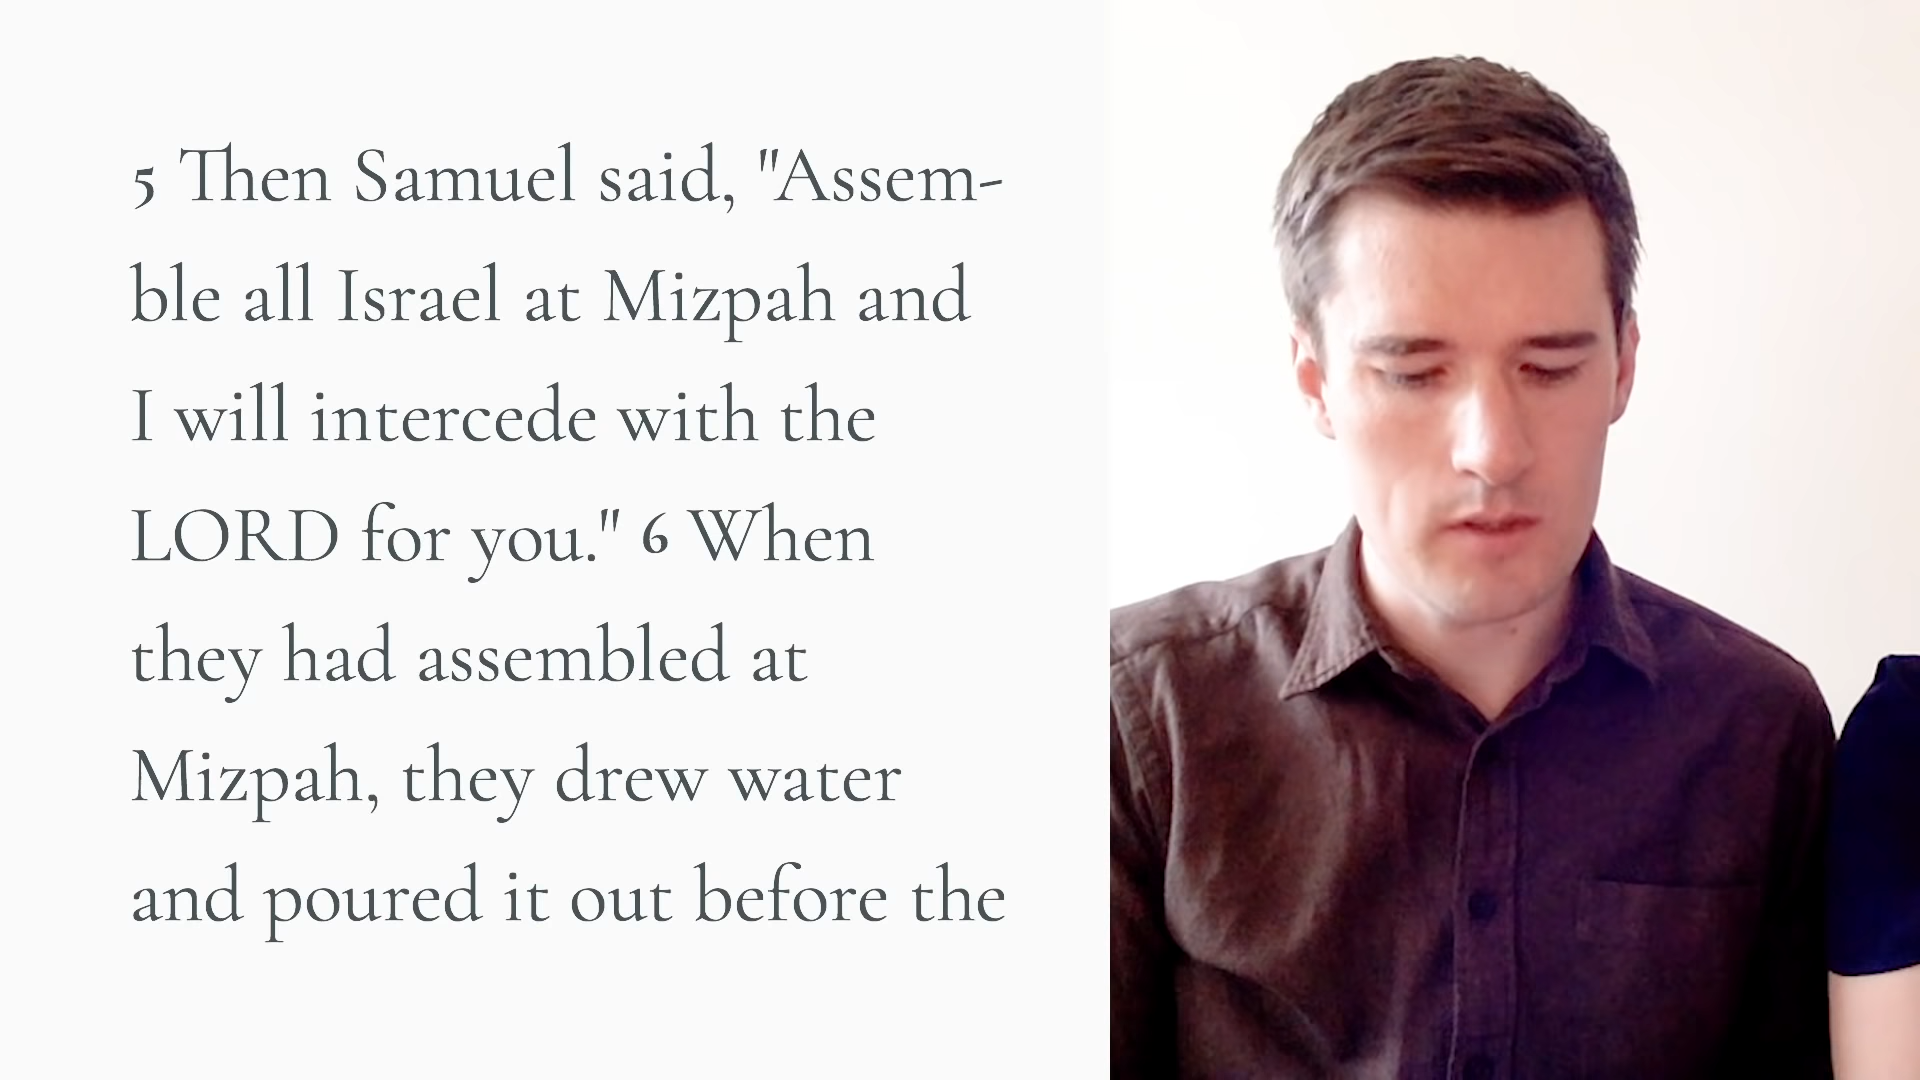 5 Then Samuel said, "Assem-
ble all Israel at Mizpah and
I will intercede with the
LORD for you." 6 When
they had assembled at
Mizpah, they drew water
and poured it out before the